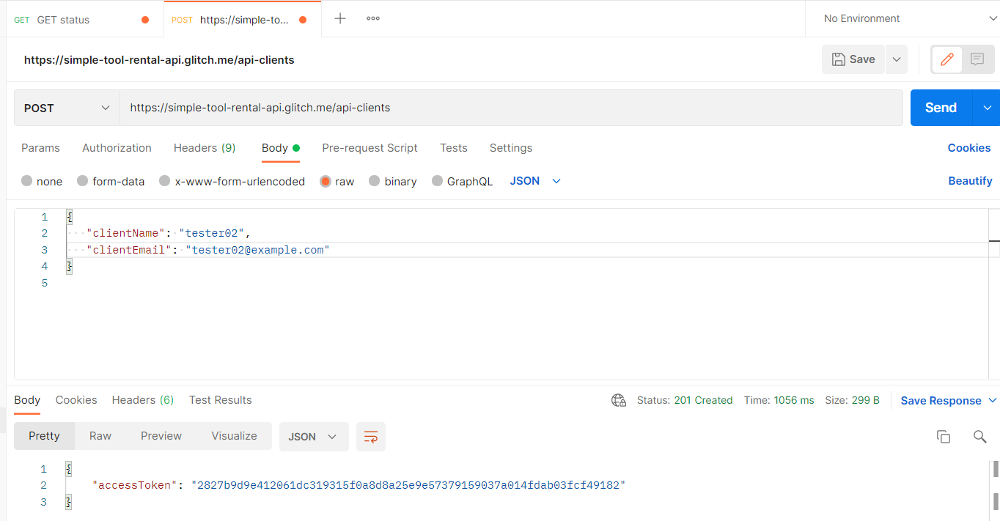 GET GET status POST https://simple-to... No Environment
https://simple-tool-rental-api.glitch.me/api-clients Save
POST https://simple-tool-rental-api.glitch.me/api-clients Send
Params Authorization Headers (9) Body Pre-request Script Tests Settings Cookies
none form-data x-www-form-urlencoded raw binary GraphQL JSON Beautify
1 {
2 "clientName": "tester02",
3 "clientEmail": "tester02@example.com"
4 }
5
Body Cookies Headers (6) Test Results Status: 201 Created Time: 1056 ms Size: 299 B Save Response
Pretty Raw Preview Visualize JSON
1 {
2 "accessToken": "2827b9d9e412061dc319315f0a8d8a25e9e57379159037a014fdab03fcf49182"
3 }